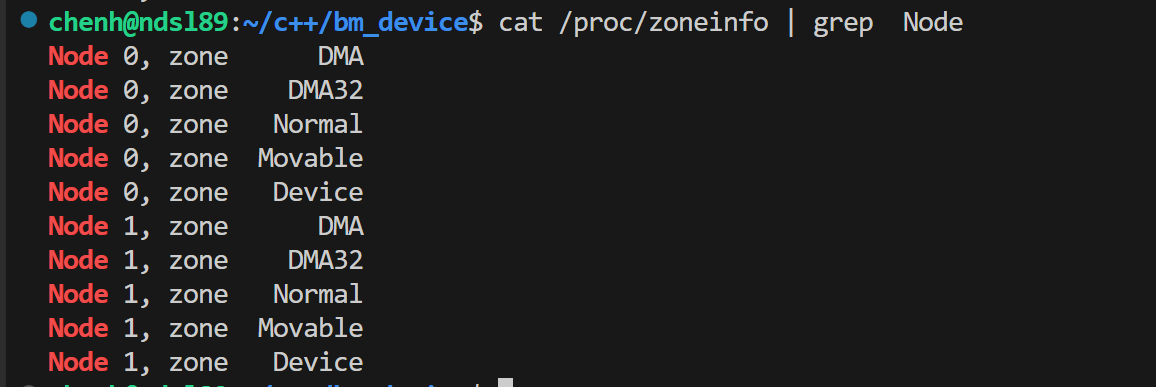 chenh@ndsl89:~/c++/bm_device$ cat /proc/zoneinfo | grep  Node
Node 0, zone      DMA
Node 0, zone    DMA32
Node 0, zone   Normal
Node 0, zone  Movable
Node 0, zone   Device
Node 1, zone      DMA
Node 1, zone    DMA32
Node 1, zone   Normal
Node 1, zone  Movable
Node 1, zone   Device